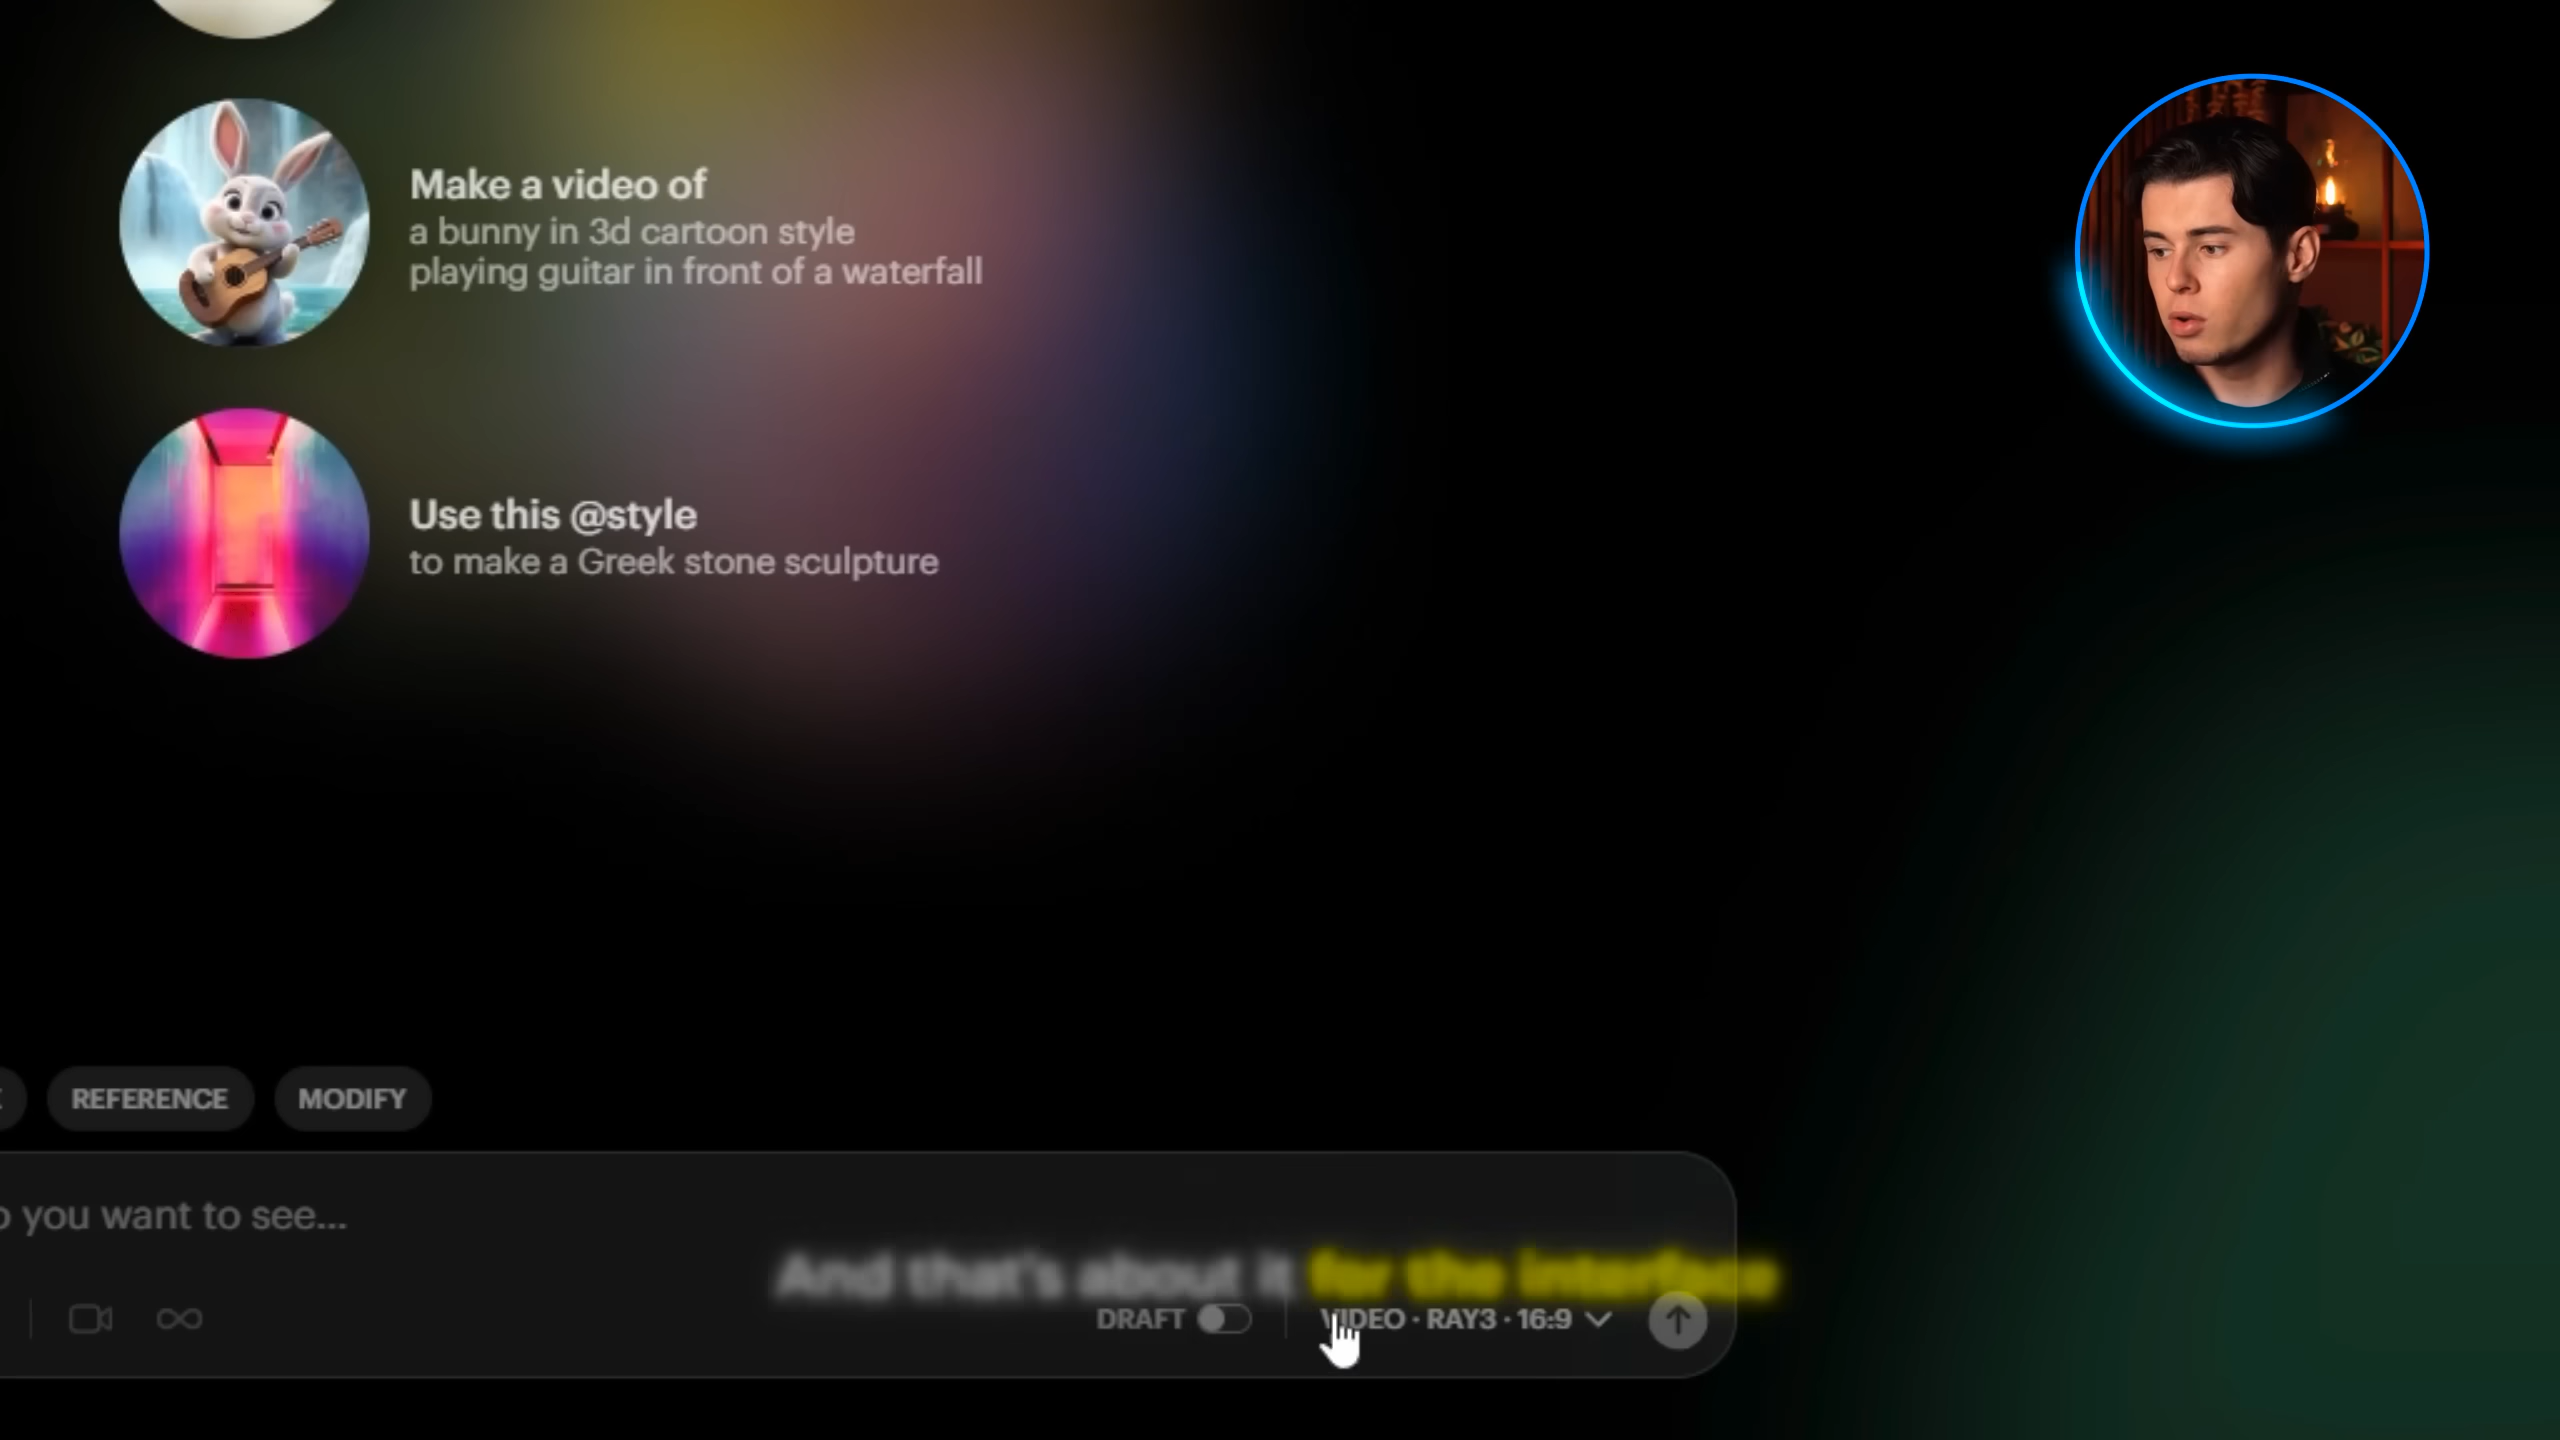 Make a video of
a bunny in 3d cartoon style
playing guitar in front of a waterfall
Use this @style
to make a Greek stone sculpture
REFERENCE
MODIFY
you want to see...
And that's about it for the interface
DRAFT
VIDEO · RAY3 · 16:9